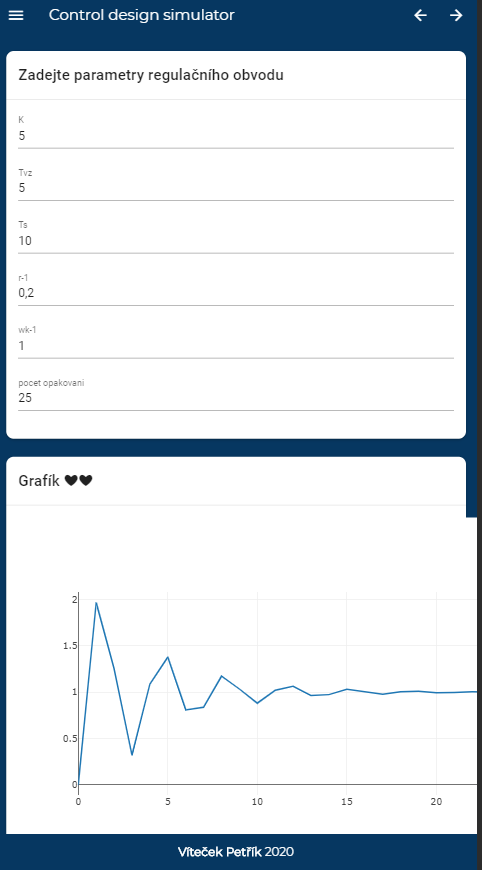 Control design simulator
Zadejte parametry regulačního obvodu
K
5
Tvz
5
Ts
10
r-1
0,2
wk-1
1
pocet opakovani
25
Grafík 🖤🖤
2
1.5
1
0.5
0
0 5 10 15 20
Víteček Petřík 2020